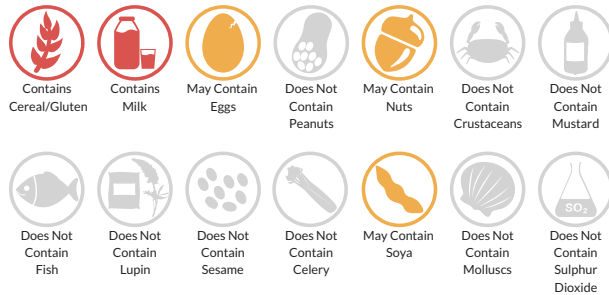 Contains
Cereal/Gluten
Contains
Milk
May Contain
Eggs
Does Not
Contain
Peanuts
May Contain
Nuts
Does Not
Contain
Crustaceans
Does Not
Contain
Mustard
Does Not
Contain
Fish
Does Not
Contain
Lupin
Does Not
Contain
Sesame
Does Not
Contain
Celery
May Contain
Soya
Does Not
Contain
Molluscs
SO₂
Does Not
Contain
Sulphur
Dioxide